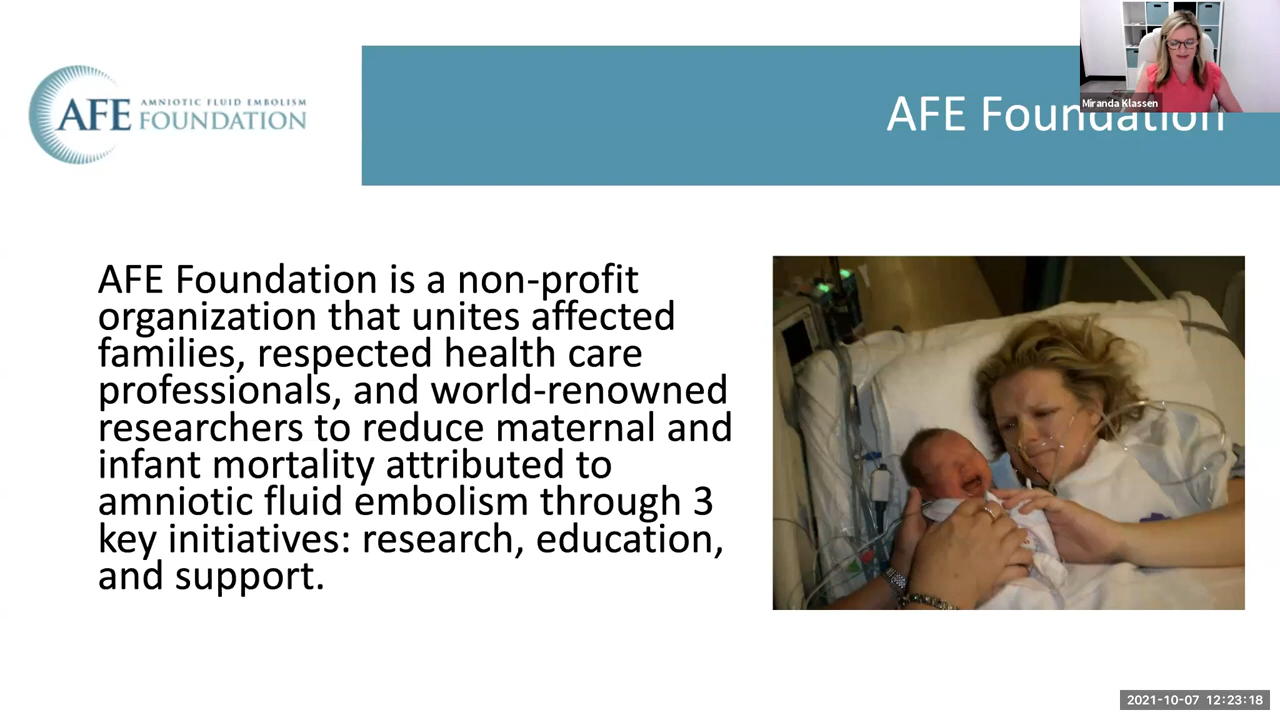 AFE AMNIOTIC FLUID EMBOLISM
FOUNDATION
AFE Foundation
Miranda Klassen
AFE Foundation is a non-profit
organization that unites affected
families, respected health care
professionals, and world-renowned
researchers to reduce maternal and
infant mortality attributed to
amniotic fluid embolism through 3
key initiatives: research, education,
and support.
2021-10-07 12:23:18